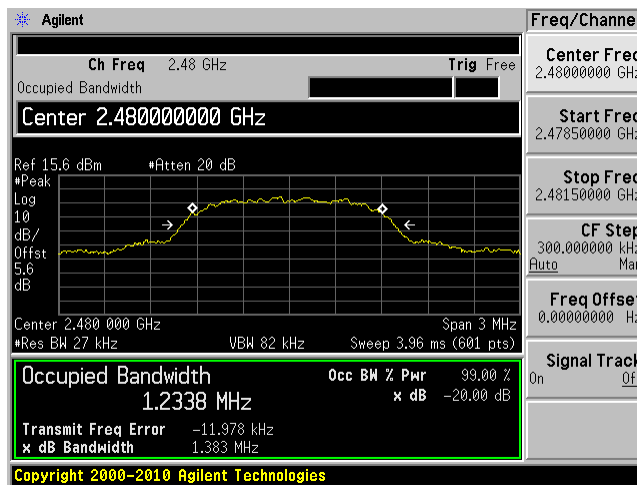 Agilent
Ch Freq 2.48 GHz Trig Free
Occupied Bandwidth
Center 2.480000000 GHz
Ref 15.6 dBm #Atten 20 dB
#Peak
Log
10
dB/
Offst
5.6
dB
Center 2.480 000 GHz Span 3 MHz
#Res BW 27 kHz VBW 82 kHz Sweep 3.96 ms (601 pts)
Occupied Bandwidth Occ BW % Pwr 99.00 %
1.2338 MHz x dB -20.00 dB
Transmit Freq Error -11.978 kHz
x dB Bandwidth 1.383 MHz
Copyright 2000-2010 Agilent Technologies
Freq/Channe
Center Freq
2.48000000 GHz
Start Freq
2.47850000 GHz
Stop Freq
2.48150000 GHz
CF Step
300.000000 kHz
Auto Ma
Freq Offset
0.00000000 Hz
Signal Track
On Of